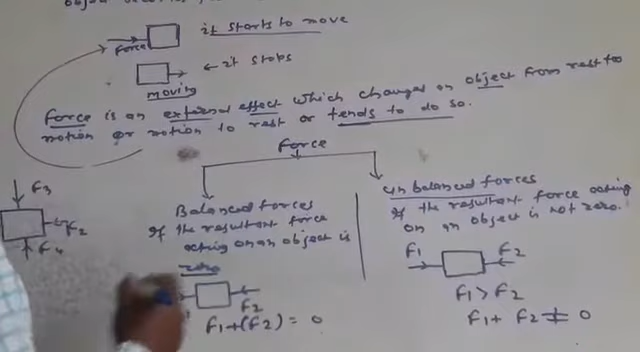 it starts to move
force
← it stops
moving
Force is an external effect which changes an object from rest to
motion or motion to rest or tends to do so.
Force
Balanced forces
If the resultant force
acting on an object is
zero
F2
F1+(F2) = 0
Unbalanced forces
If the resultant force acting
on an object is not zero.
F1 F2
F1 > F2
F1 + F2 ≠ 0
F3
F2
F4